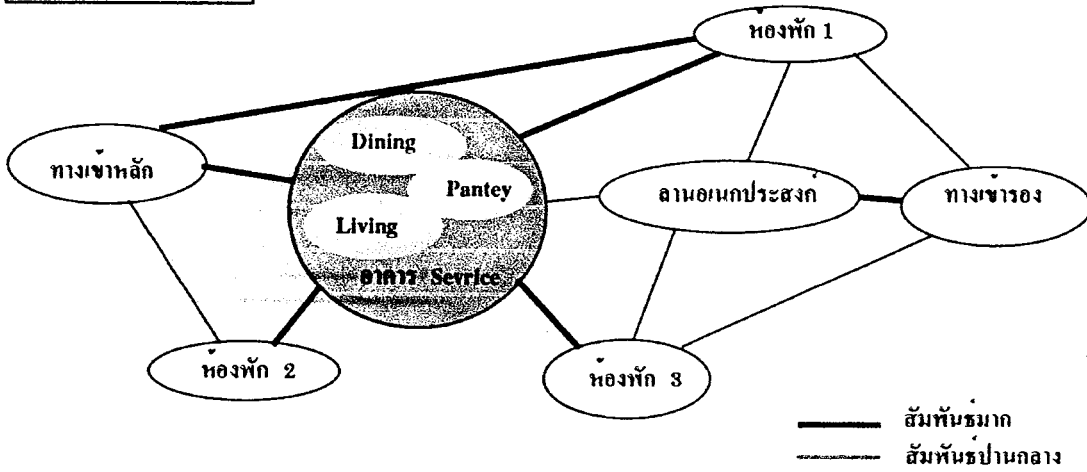 ห้องพัก 1
Dining
ทางเข้าหลัก
Pantey
ลานอเนกประสงค์
ทางเข้ารอง
Living
อาคาร Sevrice
ห้องพัก 2
ห้องพัก 3
สัมพันธ์มาก
สัมพันธ์ปานกลาง